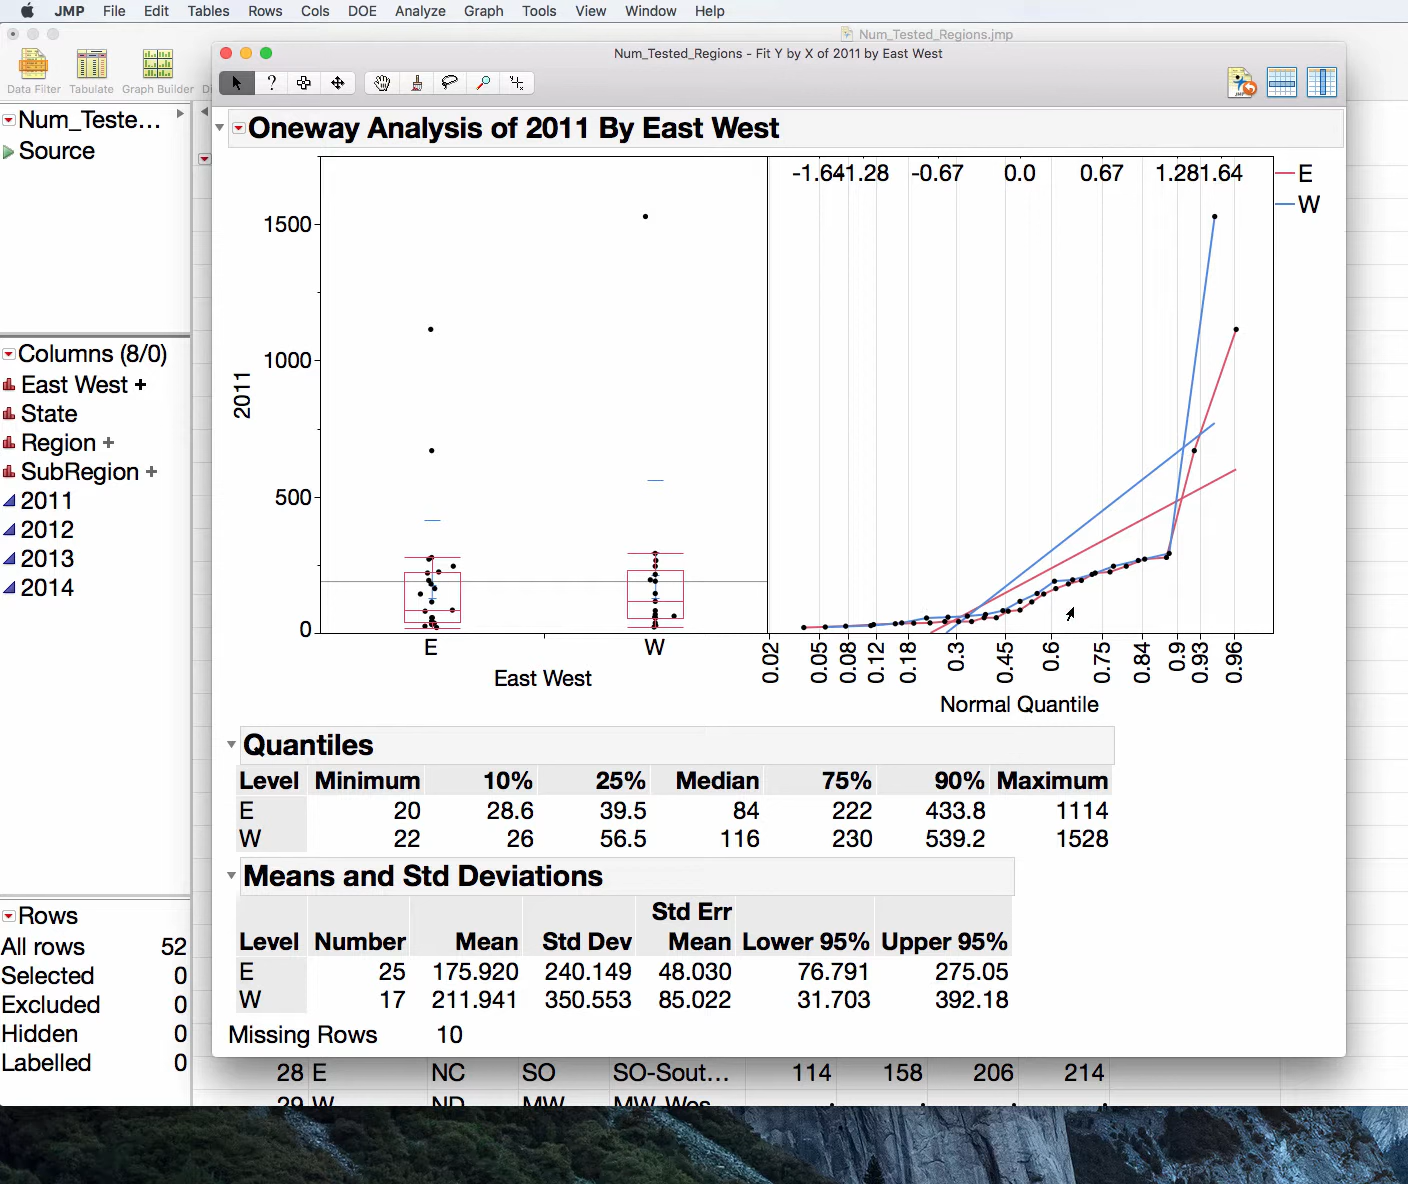 JMP File Edit Tables Rows Cols DOE Analyze Graph Tools View Window Help
Num_Tested_Regions.jmp
Num_Tested_Regions - Fit Y by X of 2011 by East West
Data Filter Tabulate Graph Builder
Num_Teste...
Source
Columns (8/0)
East West
State
Region
SubRegion
2011
2012
2013
2014
Rows
All rows 52
Selected 0
Excluded 0
Hidden 0
Labelled 0
Oneway Analysis of 2011 By East West
-1.64 1.28 -0.67 0.0 0.67 1.28 1.64
E
W
1500
1000
500
0
2011
E W
East West
0.02 0.05 0.08 0.12 0.18 0.3 0.45 0.6 0.75 0.84 0.9 0.93 0.96
Normal Quantile
Quantiles
Level Minimum 10% 25% Median 75% 90% Maximum
E 20 28.6 39.5 84 222 433.8 1114
W 22 26 56.5 116 230 539.2 1528
Means and Std Deviations
Std Err
Level Number Mean Std Dev Mean Lower 95% Upper 95%
E 25 175.920 240.149 48.030 76.791 275.05
W 17 211.941 350.553 85.022 31.703 392.18
Missing Rows 10
28 E NC SO SO-Sout... 114 158 206 214
29 W ND MW MW-Wes